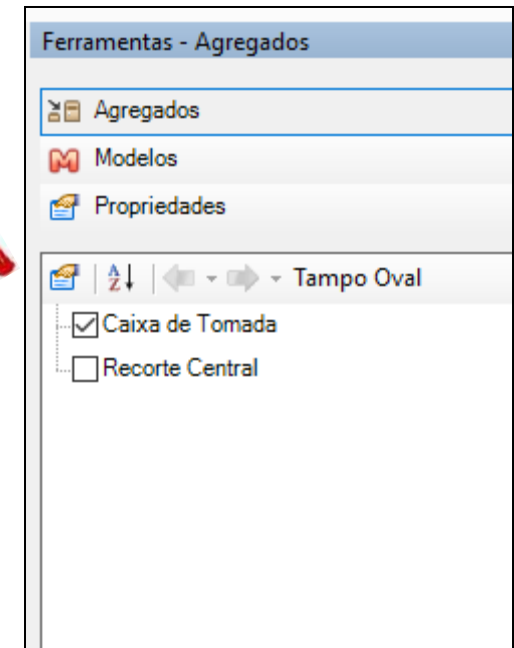 Ferramentas - Agregados
Agregados
Modelos
Propriedades
Tampo Oval
Caixa de Tomada
Recorte Central